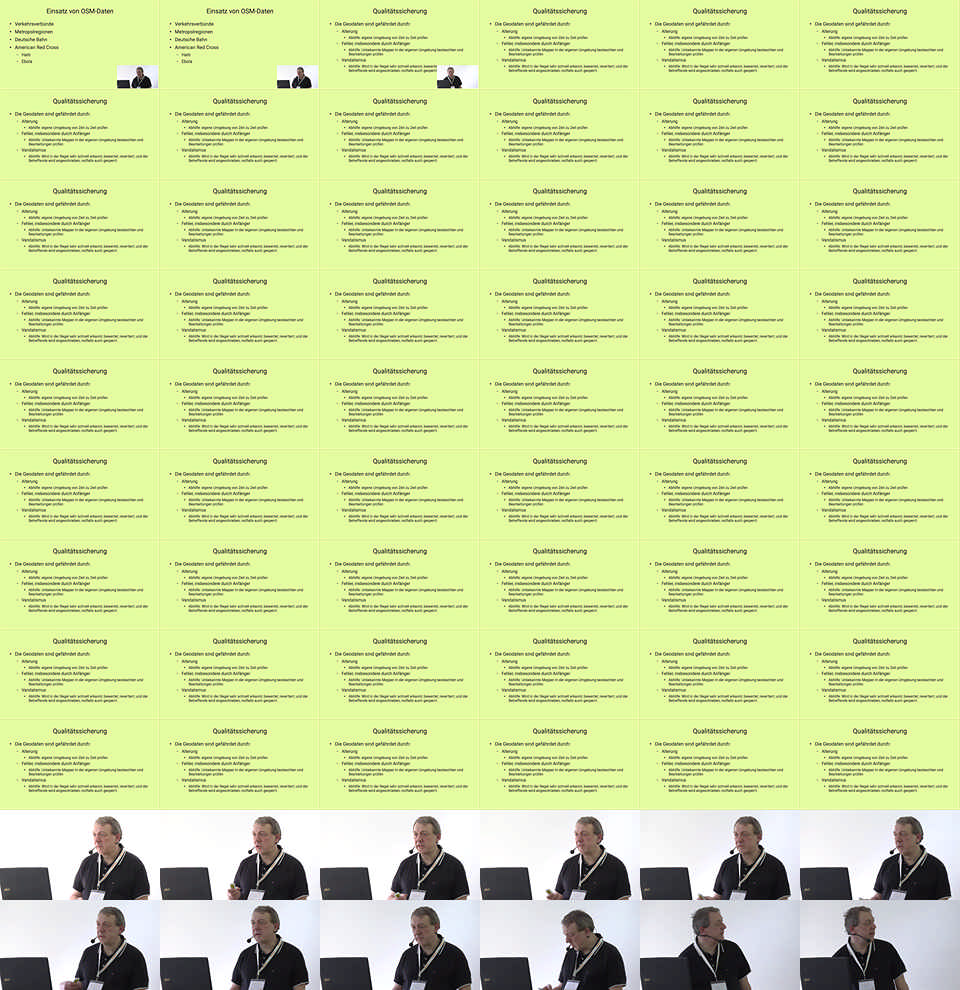 Einsatz von OSM-Daten
Verkehrsverbünde
Metropolregionen
Deutsche Bahn
American Red Cross
Haiti
Ebola
Einsatz von OSM-Daten
Verkehrsverbünde
Metropolregionen
Deutsche Bahn
American Red Cross
Haiti
Ebola
Qualitätssicherung
Die Geodaten sind gefährdet durch:
Alterung
Abhilfe: eigene Umgebung von Zeit zu Zeit prüfen
Fehler, insbesondere durch Anfänger
Abhilfe: Unbekannte Mapper in der eigenen Umgebung beobachten und
Bearbeitungen prüfen
Vandalismus
Abhilfe: Wird in der Regel sehr schnell erkannt, bewertet, revertiert, und der
Betreffende wird angeschrieben, notfalls auch gesperrt